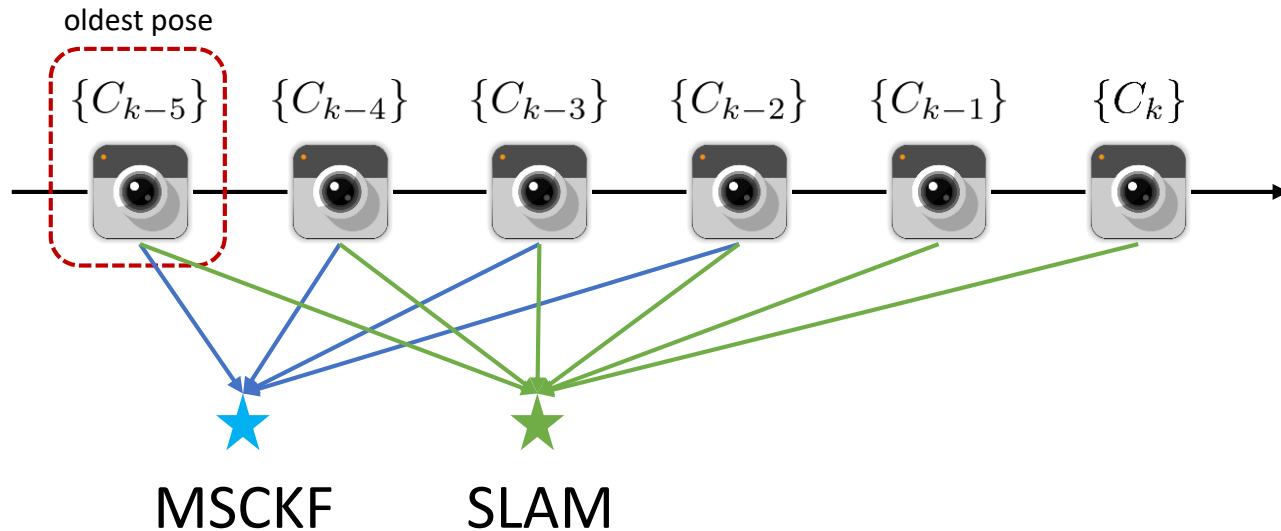 oldest pose
{C_{k-5}} {C_{k-4}} {C_{k-3}} {C_{k-2}} {C_{k-1}} {C_k}
MSCKF SLAM